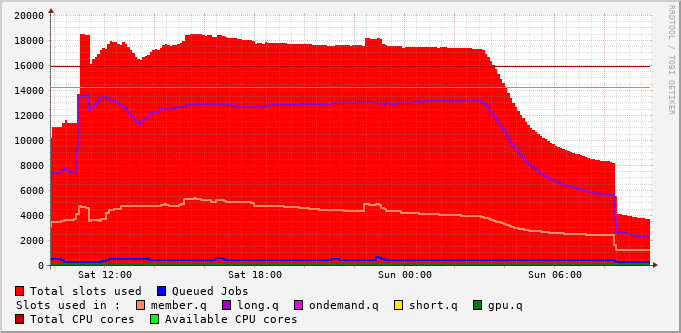 RRDTOOL / TOBI OETIKER
20000
18000
16000
14000
12000
10000
8000
6000
4000
2000
0
Sat 12:00 Sat 18:00 Sun 00:00 Sun 06:00
Total slots used Queued Jobs
Slots used in : member.q long.q ondemand.q short.q gpu.q
Total CPU cores Available CPU cores